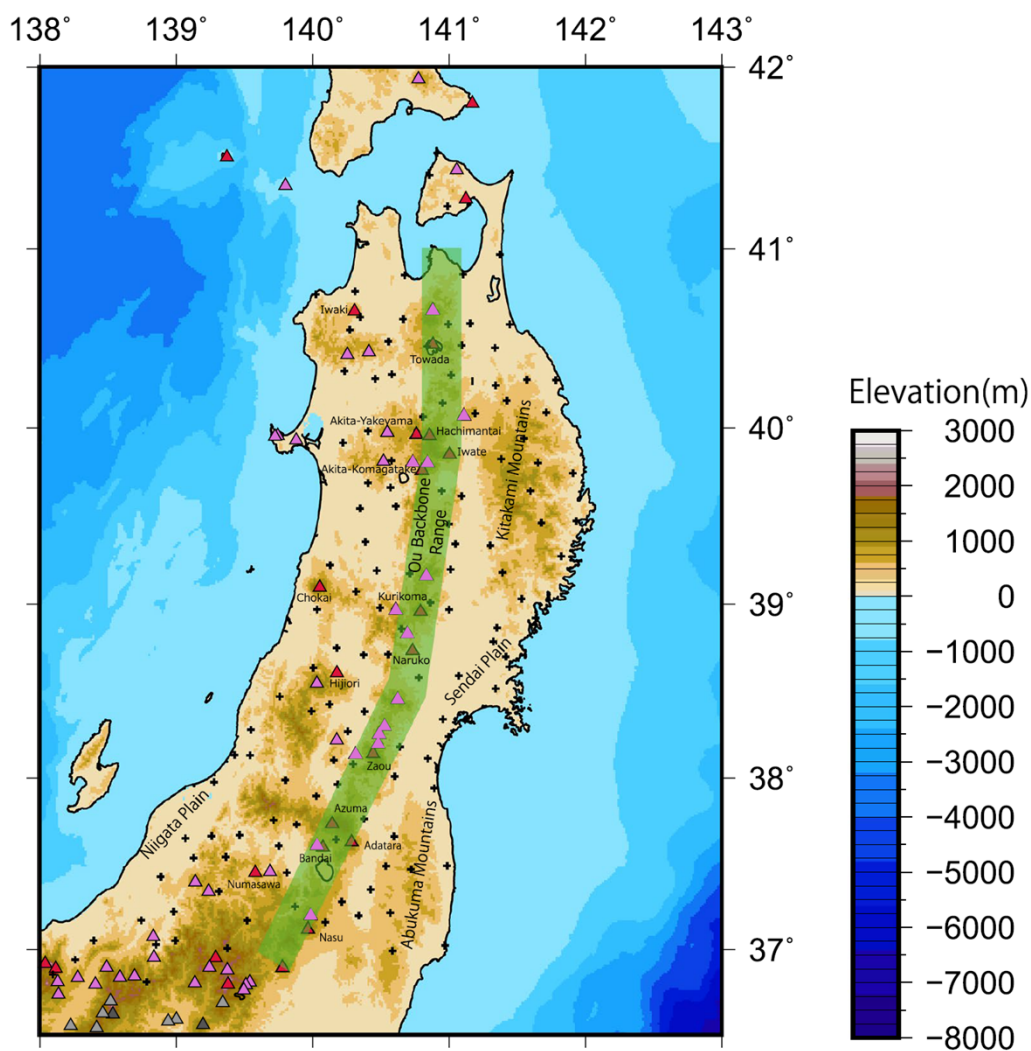 138˚ 139˚ 140˚ 141˚ 142˚ 143˚
42˚
41˚
Iwaki
Towada
Elevation(m)
3000
2000
1000
0
−1000
−2000
−3000
−4000
−5000
−6000
−7000
−8000
Akita-Yakeyama
40˚
Hachimantai
Iwate
Akita-Komagatake
Kitakami Mountains
Ou Backbone
Range
Chokai
Kurikoma
39˚
Naruko
Hijiori
Sendai Plain
Zaou
38˚
Niigata Plain
Azuma
Adatara
Bandai
Numasawa
Abukuma Mountains
Nasu
37˚